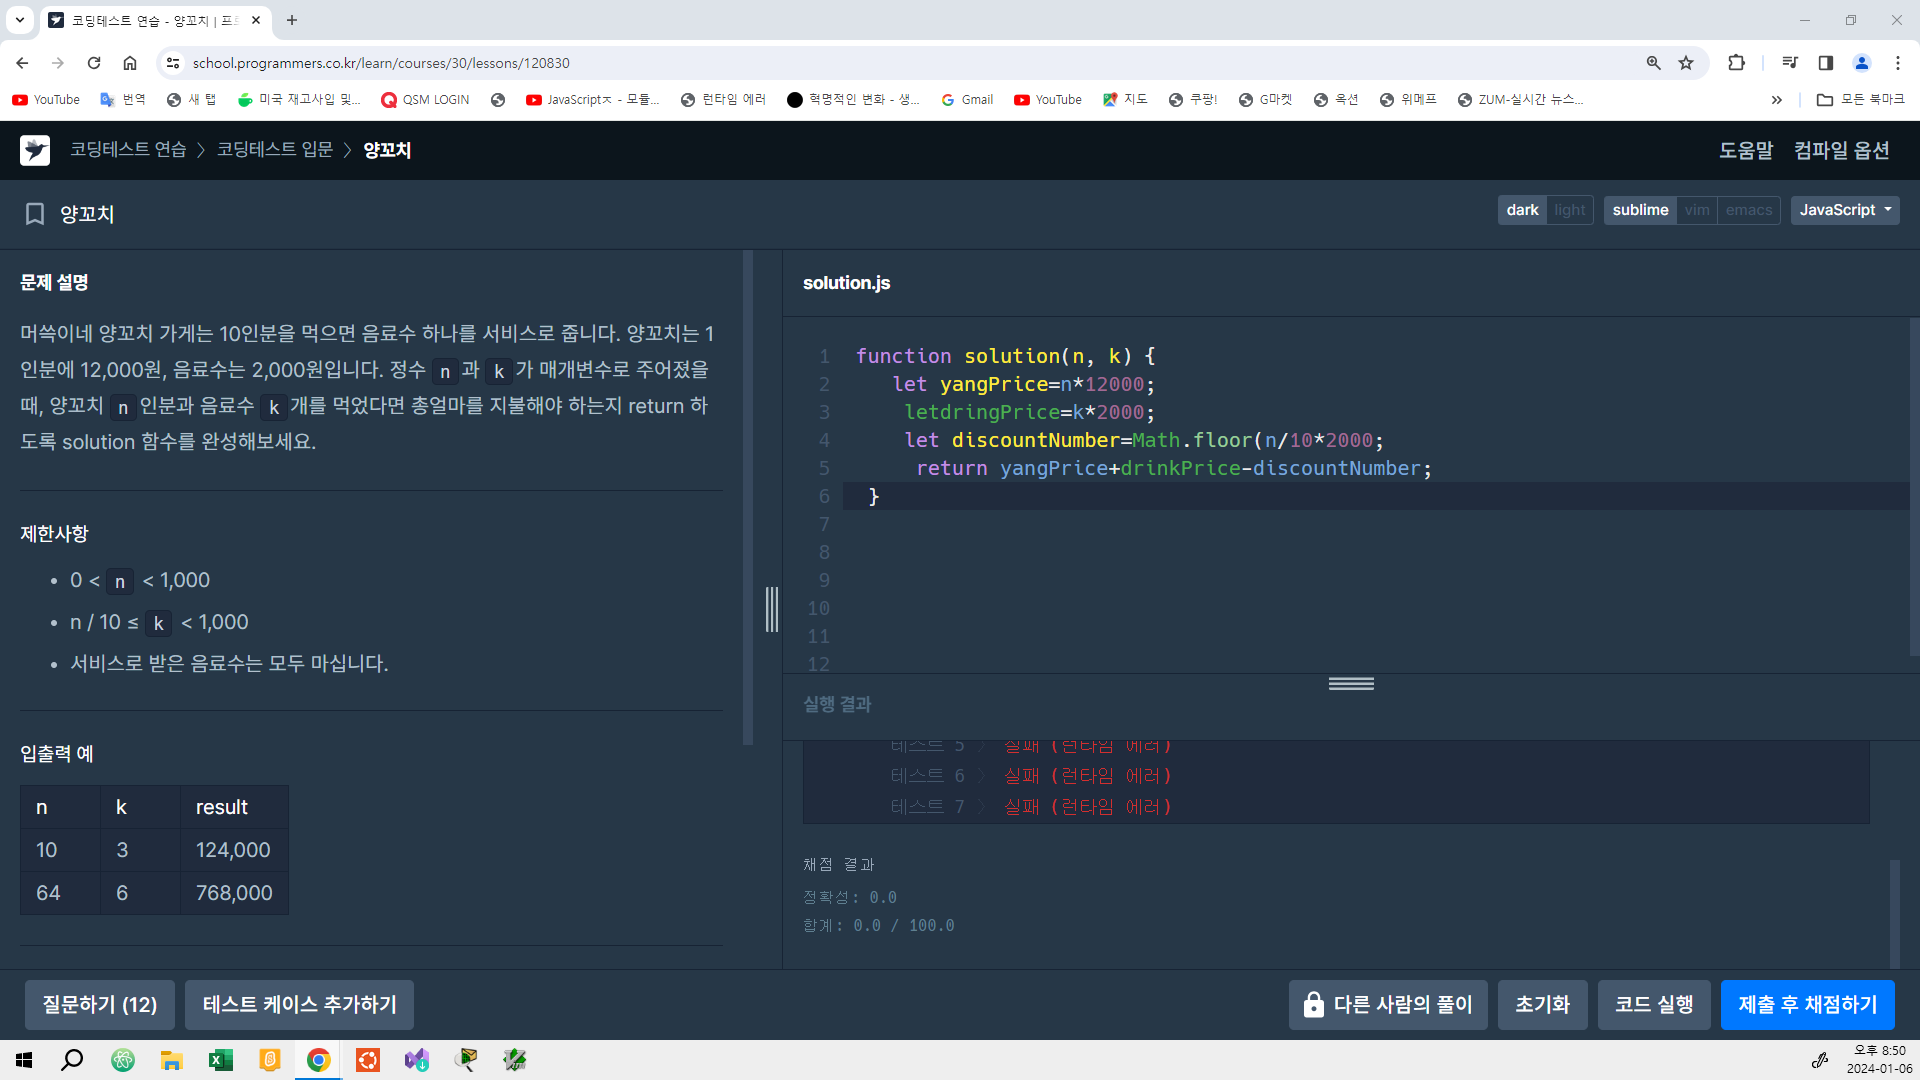 코딩테스트 연습 - 양꼬치 | 프로
school.programmers.co.kr/learn/courses/30/lessons/120830
YouTube 번역 새 탭 미국 재고사입 및... QSM LOGIN JavaScriptㅈ - 모듈... 런타임 에러 혁명적인 변화 - 생... Gmail YouTube 지도 쿠팡! G마켓 옥션 위메프 ZUM-실시간 뉴스... 모든 북마크
코딩테스트 연습 > 코딩테스트 입문 > 양꼬치 도움말 컴파일 옵션
양꼬치 dark light sublime vim emacs JavaScript
문제 설명
머쓱이네 양꼬치 가게는 10인분을 먹으면 음료수 하나를 서비스로 줍니다. 양꼬치는 1
인분에 12,000원, 음료수는 2,000원입니다. 정수 n과 k가 매개변수로 주어졌을
때, 양꼬치 n인분과 음료수 k개를 먹었다면 총얼마를 지불해야 하는지 return 하
도록 solution 함수를 완성해보세요.
제한사항
• 0 < n < 1,000
• n / 10 ≤ k < 1,000
• 서비스로 받은 음료수는 모두 마십니다.
입출력 예
n k result
10 3 124,000
64 6 768,000
solution.js
1 function solution(n, k) {
2 let yangPrice=n*12000;
3 letdringPrice=k*2000;
4 let discountNumber=Math.floor(n/10*2000;
5 return yangPrice+drinkPrice-discountNumber;
6 }
7
8
9
10
11
12
실행 결과
테스트 5 > 실패 (런타임 에러)
테스트 6 > 실패 (런타임 에러)
테스트 7 > 실패 (런타임 에러)
채점 결과
정확성: 0.0
합계: 0.0 / 100.0
질문하기 (12) 테스트 케이스 추가하기 다른 사람의 풀이 초기화 코드 실행 제출 후 채점하기
오후 8:50
2024-01-06